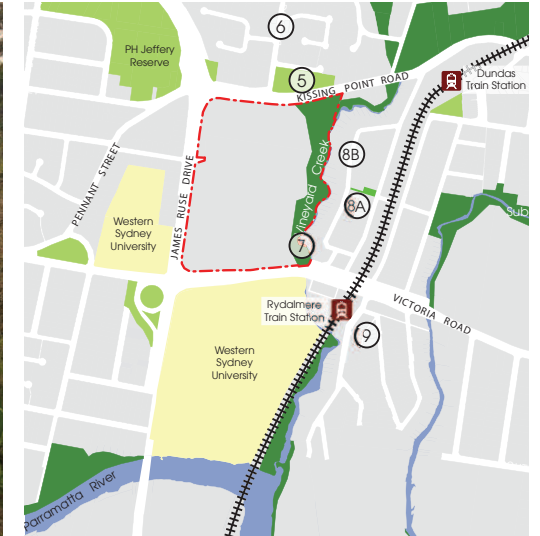 6
PH Jeffery
Reserve
5
KISSING POINT ROAD
Dundas
Train Station
PENNANT STREET
JAMES RUSE DRIVE
Vineyard Creek
8B
8A
Western
Sydney
University
Sub
7
Rydalmere
Train Station
VICTORIA ROAD
9
Western
Sydney
University
Parramatta River